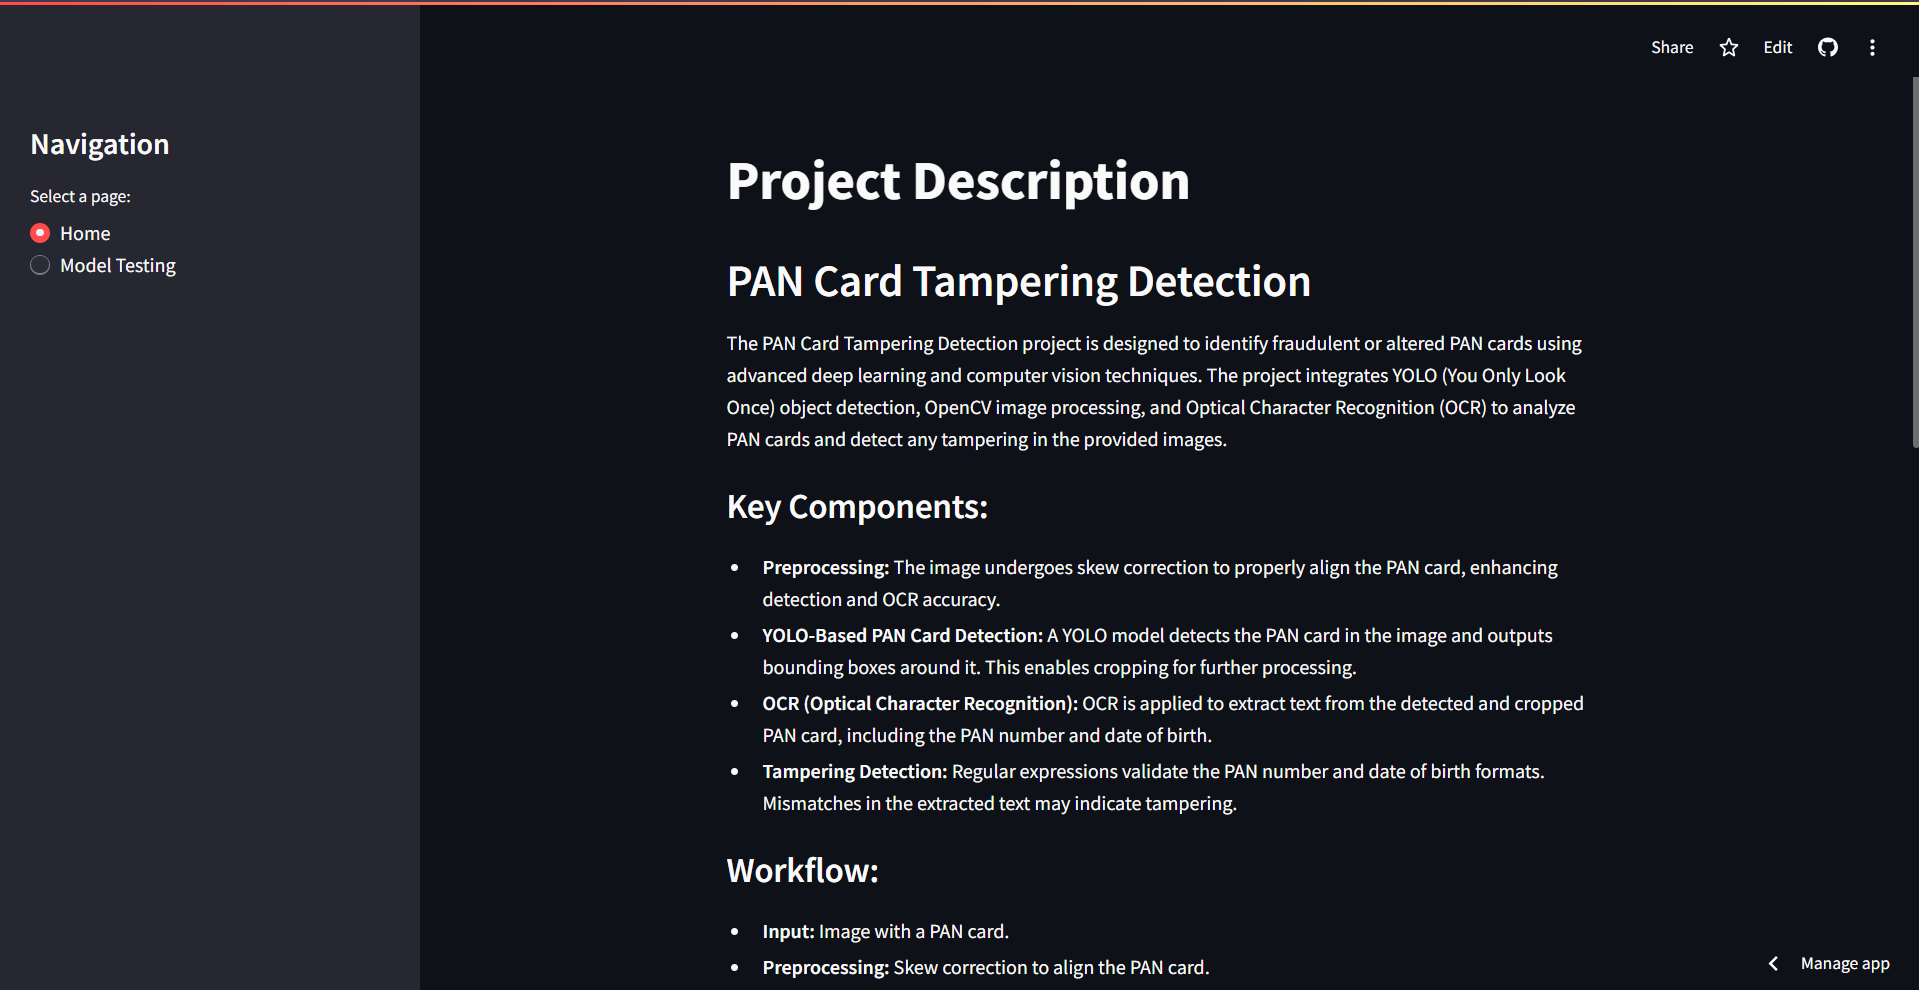 Share
Edit
Navigation
Select a page:
Home
Model Testing
Project Description
PAN Card Tampering Detection
The PAN Card Tampering Detection project is designed to identify fraudulent or altered PAN cards using
advanced deep learning and computer vision techniques. The project integrates YOLO (You Only Look
Once) object detection, OpenCV image processing, and Optical Character Recognition (OCR) to analyze
PAN cards and detect any tampering in the provided images.
Key Components:
• Preprocessing: The image undergoes skew correction to properly align the PAN card, enhancing
detection and OCR accuracy.
• YOLO-Based PAN Card Detection: A YOLO model detects the PAN card in the image and outputs
bounding boxes around it. This enables cropping for further processing.
• OCR (Optical Character Recognition): OCR is applied to extract text from the detected and cropped
PAN card, including the PAN number and date of birth.
• Tampering Detection: Regular expressions validate the PAN number and date of birth formats.
Mismatches in the extracted text may indicate tampering.
Workflow:
• Input: Image with a PAN card.
• Preprocessing: Skew correction to align the PAN card.
Manage app